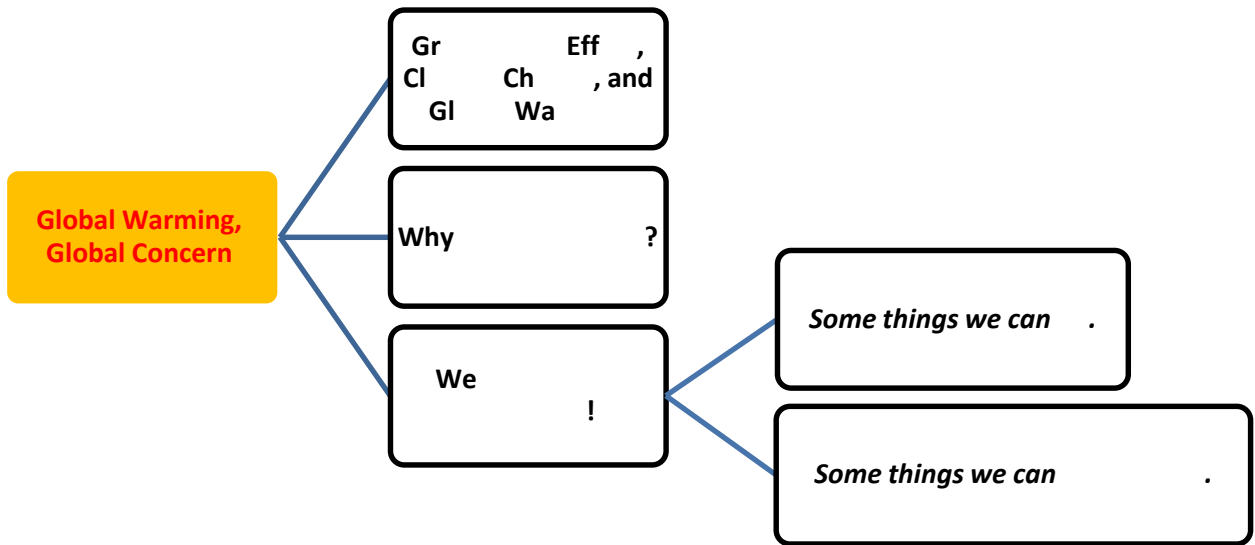 Global Warming,
Global Concern
Gr Eff ,
Cl Ch , and
Gl Wa
Why ?
We
!
Some things we can .
Some things we can .